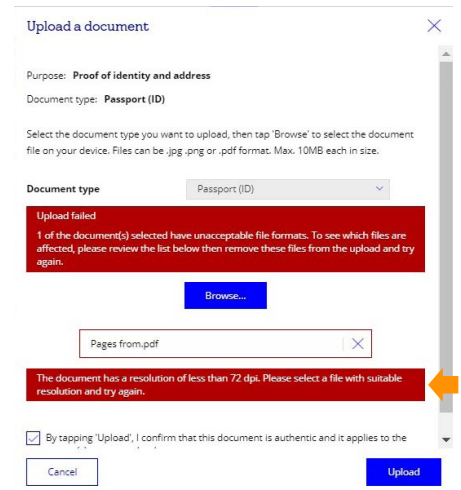 Upload a document
Purpose: Proof of identity and address
Document type: Passport (ID)
Select the document type you want to upload, then tap 'Browse' to select the document
file on your device. Files can be .jpg .png or .pdf format. Max. 10MB each in size.
Document type Passport (ID)
Upload failed
1 of the document(s) selected have unacceptable file formats. To see which files are
affected, please review the list below then remove these files from the upload and try
again.
Browse...
Pages from.pdf
The document has a resolution of less than 72 dpi. Please select a file with suitable
resolution and try again.
By tapping 'Upload', I confirm that this document is authentic and it applies to the
Cancel Upload